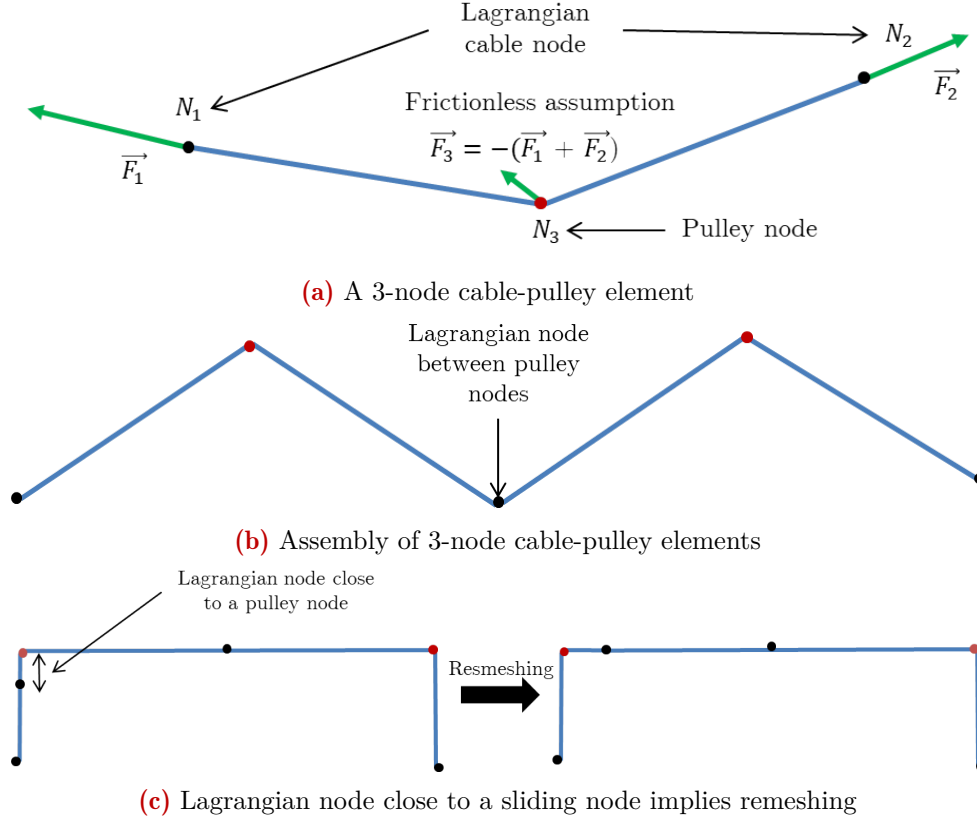 Lagrangian
cable node
N₁
N₂
F₁
F₂
Frictionless assumption
F₃ = −(F₁ + F₂)
N₃
Pulley node
(a) A 3-node cable-pulley element
Lagrangian node
between pulley
nodes
(b) Assembly of 3-node cable-pulley elements
Lagrangian node close
to a pulley node
Resmeshing
(c) Lagrangian node close to a sliding node implies remeshing